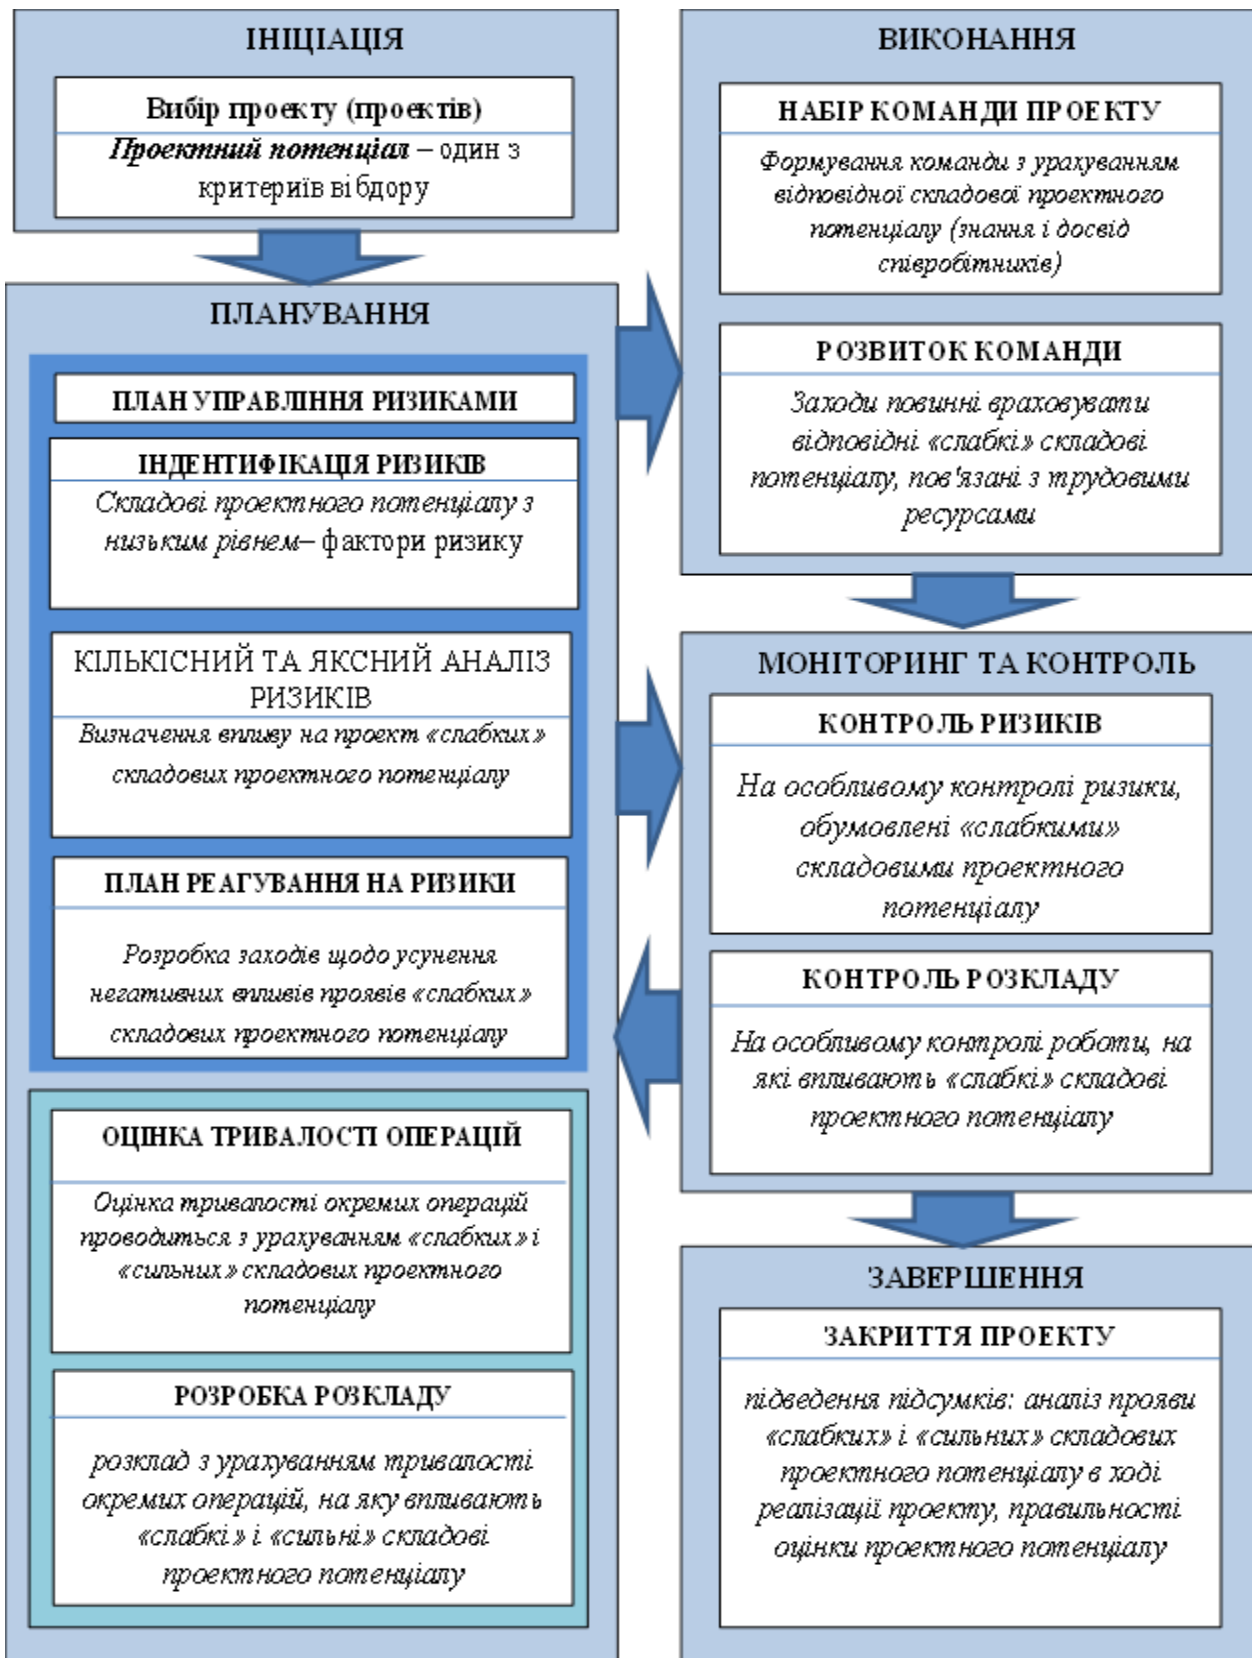 ІНІЦІАЦІЯ
Вибір проекту (проектів)
Проектний потенціал – один з
критериїв вібдору
ПЛАНУВАННЯ
ПЛАН УПРАВЛІННЯ РИЗИКАМИ
ІНДЕНТИФІКАЦІЯ РИЗИКІВ
Складові проектного потенціалу з
низьким рівнем– фактори ризику
КІЛЬКІСНИЙ ТА ЯКСНИЙ АНАЛІЗ
РИЗИКІВ
Визначення впливу на проект «слабких»
складових проектного потенціалу
ПЛАН РЕАГУВАННЯ НА РИЗИКИ
Розробка заходів щодо усунення
негативних впливів проявів «слабких»
складових проектного потенціалу
ОЦІНКА ТРИВАЛОСТІ ОПЕРАЦІЙ
Оцінка тривалості окремих операцій
проводиться з урахуванням «слабких» і
«сильних» складових проектного
потенціалу
РОЗРОБКА РОЗКЛАДУ
розклад з урахуванням тривалості
окремих операцій, на яку впливають
«слабкі» і «сильні» складові
проектного потенціалу
ВИКОНАННЯ
НАБІР КОМАНДИ ПРОЕКТУ
Формування команди з урахуванням
відповідної складової проектного
потенціалу (знання і досвід
співробітників)
РОЗВИТОК КОМАНДИ
Заходи повинні враховувати
відповідні «слабкі» складові
потенціалу, пов'язані з трудовими
ресурсами
МОНІТОРИНГ ТА КОНТРОЛЬ
КОНТРОЛЬ РИЗИКІВ
На особливому контролі ризики,
обумовлені «слабкими»
складовими проектного
потенціалу
КОНТРОЛЬ РОЗКЛАДУ
На особливому контролі роботи, на
які впливають «слабкі» складові
проектного потенціалу
ЗАВЕРШЕННЯ
ЗАКРИТТЯ ПРОЕКТУ
підведення підсумків: аналіз прояви
«слабких» і «сильних» складових
проектного потенціалу в ході
реалізації проекту, правильності
оцінки проектного потенціалу